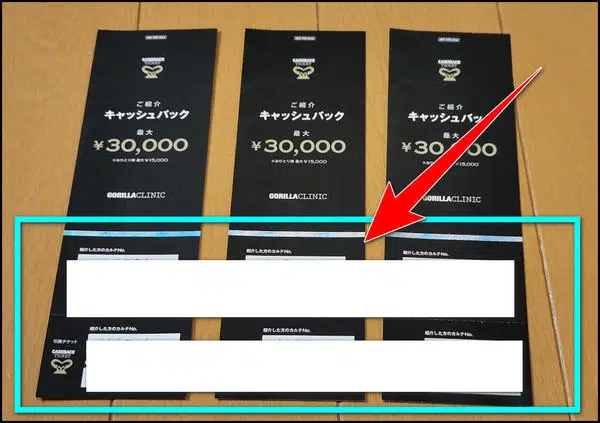 CASHBACK
TICKET
ご紹介
キャッシュバック
最大
¥30,000
※おひとり様 最大 ¥15,000
GORILLACLINIC
紹介した方のカルテNo.
引換チケット
紹介した方のカルテNo.
CASHBACK
TICKET
CASHBACK
TICKET
ご紹介
キャッシュバック
最大
¥30,000
※おひとり様 最大 ¥15,000
GORILLACLINIC
紹介した方のカルテNo.
紹介した方のカルテNo.
CASHBACK
TICKET
ご紹介
キャッシュバック
最大
¥30,000
※おひとり様 最大 ¥15,000
GORILLACLINIC
紹介した方のカルテNo.
紹介した方のカルテNo.